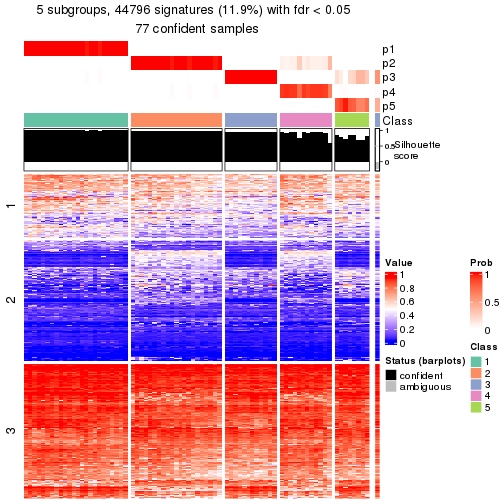 5 subgroups, 44796 signatures (11.9%) with fdr < 0.05
77 confident samples
p1
p2
p3
p4
p5
Class
1
0.5
0
Silhouette
score
1
2
3
Value
1
0.8
0.6
0.4
0.2
0
Prob
1
0.5
0
Status (barplots)
confident
ambiguous
Class
1
2
3
4
5